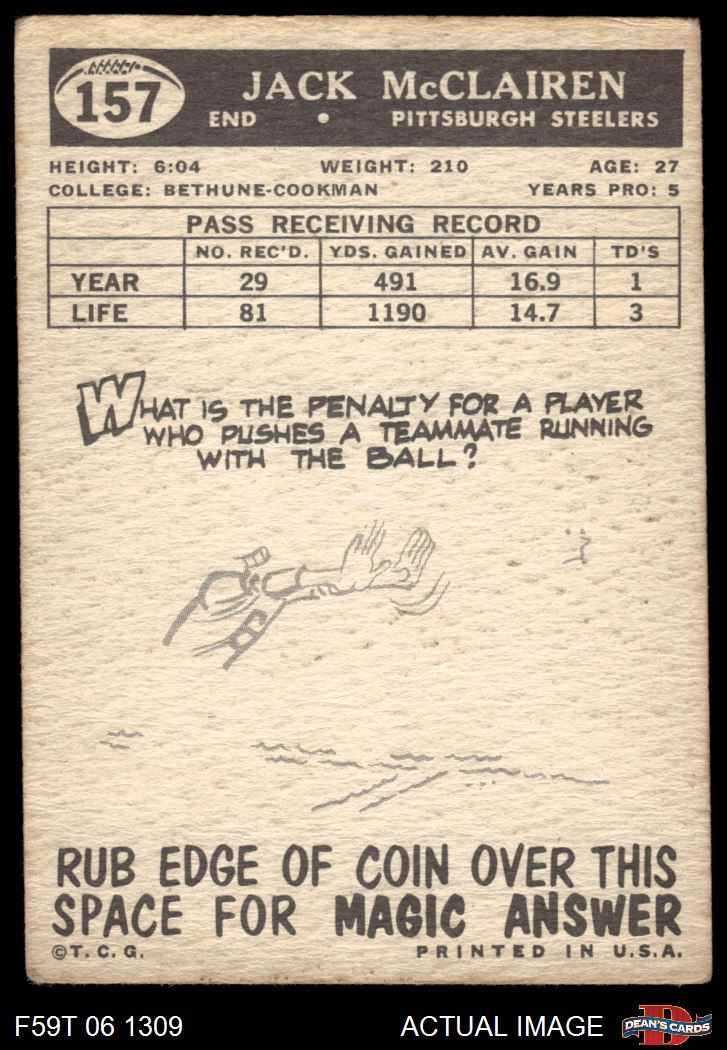 157
JACK McCLAIREN
END • PITTSBURGH STEELERS
HEIGHT: 6:04 WEIGHT: 210 AGE: 27
COLLEGE: BETHUNE-COOKMAN YEARS PRO: 5
PASS RECEIVING RECORD
NO. REC'D. YDS. GAINED AV. GAIN TD'S
YEAR 29 491 16.9 1
LIFE 81 1190 14.7 3
WHAT IS THE PENALTY FOR A PLAYER
WHO PUSHES A TEAMMATE RUNNING
WITH THE BALL?
RUB EDGE OF COIN OVER THIS
SPACE FOR MAGIC ANSWER
©T. C. G. PRINTED IN U.S.A.
F59T 06 1309 ACTUAL IMAGE DEAN'S CARDS